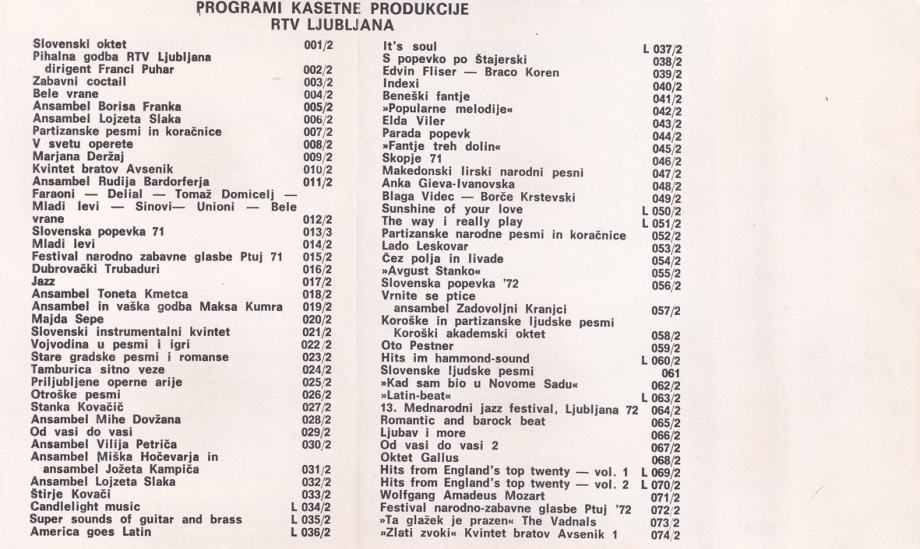 PROGRAMI KASETNE PRODUKCIJE
RTV LJUBLJANA
Slovenski oktet 001/2
Pihalna godba RTV Ljubljana
dirigent Franci Puhar 002/2
Zabavni coctail 003/2
Bele vrane 004/2
Ansambel Borisa Franka 005/2
Ansambel Lojzeta Slaka 006/2
Partizanske pesmi in koračnice 007/2
V svetu operete 008/2
Marjana Deržaj 009/2
Kvintet bratov Avsenik 010/2
Ansambel Rudija Bardorferja 011/2
Faraoni — Delial — Tomaž Domicelj —
Mladi levi — Sinovi— Unioni — Bele
vrane 012/2
Slovenska popevka 71 013/3
Mladi levi 014/2
Festival narodno zabavne glasbe Ptuj 71 015/2
Dubrovački Trubaduri 016/2
Jazz 017/2
Ansambel Toneta Kmetca 018/2
Ansambel in vaška godba Maksa Kumra 019/2
Majda Sepe 020/2
Slovenski instrumentalni kvintet 021/2
Vojvodina u pesmi i igri 022/2
Stare gradske pesmi i romanse 023/2
Tamburica sitno veze 024/2
Priljubljene operne arije 025/2
Otroške pesmi 026/2
Stanka Kovačič 027/2
Ansambel Mihe Dovžana 028/2
Od vasi do vasi 029/2
Ansambel Vilija Petriča 030/2
Ansambel Miška Hočevarja in
ansambel Jožeta Kampiča 031/2
Ansambel Lojzeta Slaka 032/2
Štirje Kovači 033/2
Candlelight music L 034/2
Super sounds of guitar and brass L 035/2
America goes Latin L 036/2
It's soul L 037/2
S popevko po Štajerski 038/2
Edvin Fliser — Braco Koren 039/2
Indexi 040/2
Beneški fantje 041/2
»Popularne melodije« 042/2
Elda Viler 043/2
Parada popevk 044/2
»Fantje treh dolin« 045/2
Skopje 71 046/2
Makedonski lirski narodni pesni 047/2
Anka Gieva-Ivanovska 048/2
Blaga Videc — Borče Krstevski 049/2
Sunshine of your love L 050/2
The way i really play L 051/2
Partizanske narodne pesmi in koračnice 052/2
Lado Leskovar 053/2
Čez polja in livade 054/2
»Avgust Stanko« 055/2
Slovenska popevka '72 056/2
Vrnite se ptice
ansambel Zadovoljni Kranjci 057/2
Koroške in partizanske ljudske pesmi
Koroški akademski oktet 058/2
Oto Pestner 059/2
Hits im hammond-sound L 060/2
Slovenske ljudske pesmi 061
»Kad sam bio u Novome Sadu« 062/2
»Latin-beat« L 063/2
13. Mednarodni jazz festival, Ljubljana 72 064/2
Romantic and barock beat 065/2
Ljubav i more 066/2
Od vasi do vasi 2 067/2
Oktet Gallus 068/2
Hits from England's top twenty — vol. 1 L 069/2
Hits from England's top twenty — vol. 2 L 070/2
Wolfgang Amadeus Mozart 071/2
Festival narodno-zabavne glasbe Ptuj '72 072/2
»Ta glažek je prazen« The Vadnals 073/2
»Zlati zvoki« Kvintet bratov Avsenik 1 074/2